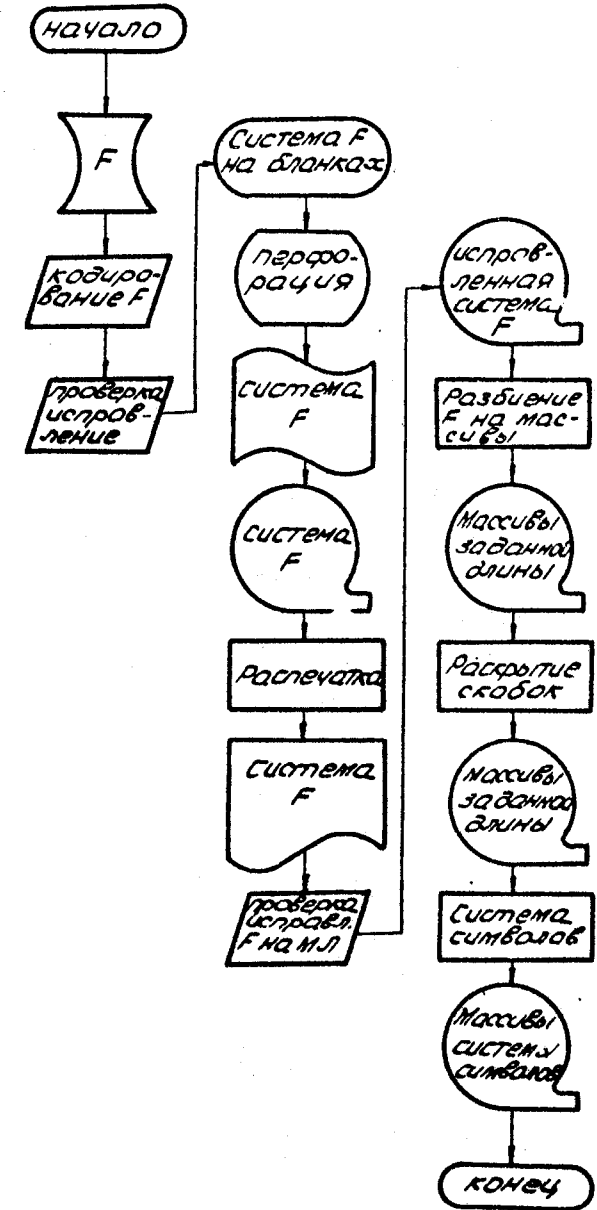 начало
F
кодиро-
вание F
проверка
исправ-
ление
Система F
на бланках
перфо-
рация
система
F
система
F
Распечатка
Система
F
проверка
исправл.
F на мл
исправ-
ленная
система
F
Разбиение
F на мас-
сивы
Массивы
заданной
длины
Раскрытие
скобок
Массивы
заданной
длины
Система
символов
Массивы
системы
символов
конец